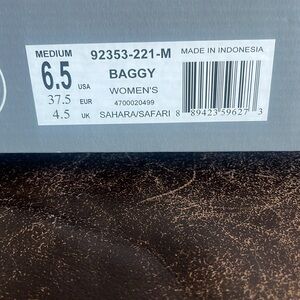 MEDIUM 92353-221-M MADE IN INDONESIA
6.5 USA BAGGY
37.5 EUR WOMEN'S
4700020499
4.5 UK SAHARA/SAFARI 8 89423 59627 3